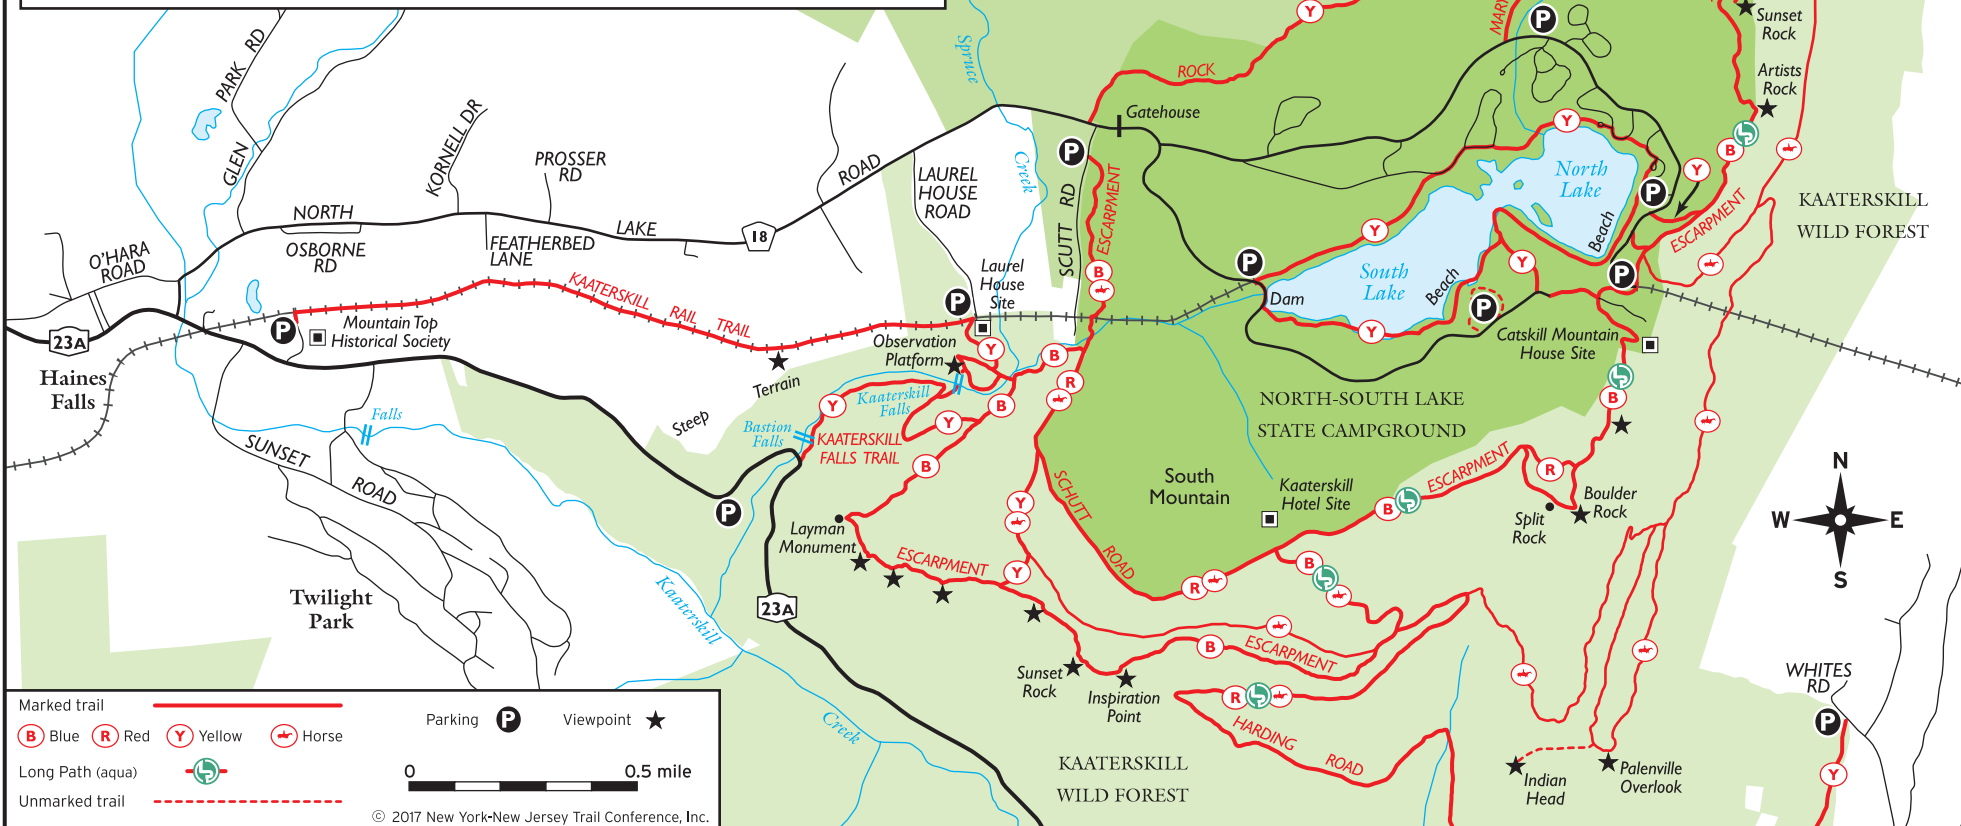 Sunset
Rock
MARY
Artists
Rock
Spruce
ROCK
Gatehouse
PARK RD
KORNELL DR
PROSSER
RD
ROAD
Creek
GLEN
LAUREL
HOUSE
ROAD
SCUTT RD
ESCARPMENT
North
Lake
Beach
ESCARPMENT
KAATERSKILL
WILD FOREST
NORTH
LAKE
18
O'HARA
ROAD
OSBORNE
RD
FEATHERBED
LANE
KAATERSKILL RAIL TRAIL
Laurel
House
Site
South
Lake
Beach
Dam
23A
Mountain Top
Historical Society
Observation
Platform
Catskill Mountain
House Site
Haines
Falls
Terrain
Steep
Kaaterskill
Falls
Bastion
Falls
KAATERSKILL
FALLS TRAIL
Falls
NORTH-SOUTH LAKE
STATE CAMPGROUND
SUNSET
ROAD
South
Mountain
Kaaterskill
Hotel Site
ESCARPMENT
SCHUTT
ROAD
Split
Rock
Boulder
Rock
N
W E
S
Layman
Monument
ESCARPMENT
Twilight
Park
Kaaterskill
23A
ESCARPMENT
Sunset
Rock
Inspiration
Point
HARDING
ROAD
Creek
WHITES
RD
KAATERSKILL
WILD FOREST
Indian
Head
Palenville
Overlook
Marked trail
B Blue R Red Y Yellow Horse
Long Path (aqua)
Unmarked trail
Parking P Viewpoint
0 0.5 mile
© 2017 New York-New Jersey Trail Conference, Inc.